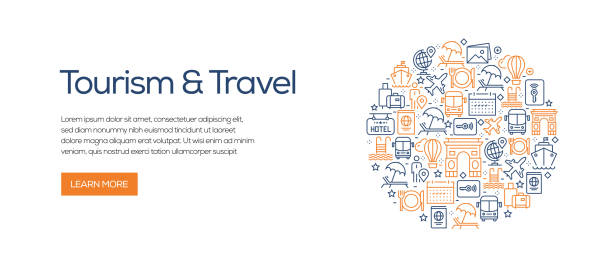 Tourism & Travel
Lorem ipsum dolor sit amet, consectetuer adipiscing elit,
sed diem nonummy nibh euismod tincidunt ut laoreet
dolore magna aliquam erat volutpat. Ut wisi enim ad minim
veniam, quis nostrud exerci tation ullamcorper suscipit
LEARN MORE
HOTEL